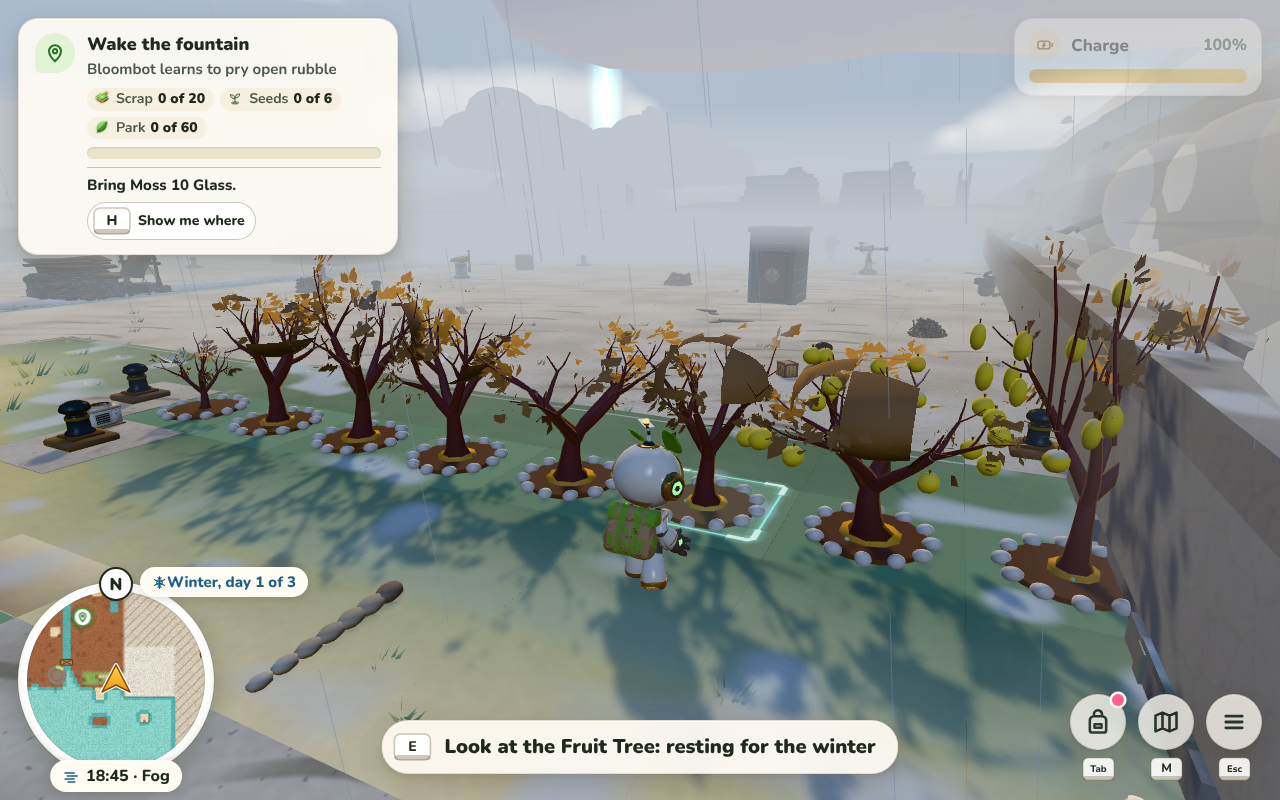 Wake the fountain
Bloombot learns to pry open rubble
Scrap 0 of 20 Seeds 0 of 6
Park 0 of 60
Bring Moss 10 Glass.
H Show me where
Charge 100%
N
Winter, day 1 of 3
18:45 · Fog
E Look at the Fruit Tree: resting for the winter
Tab M Esc